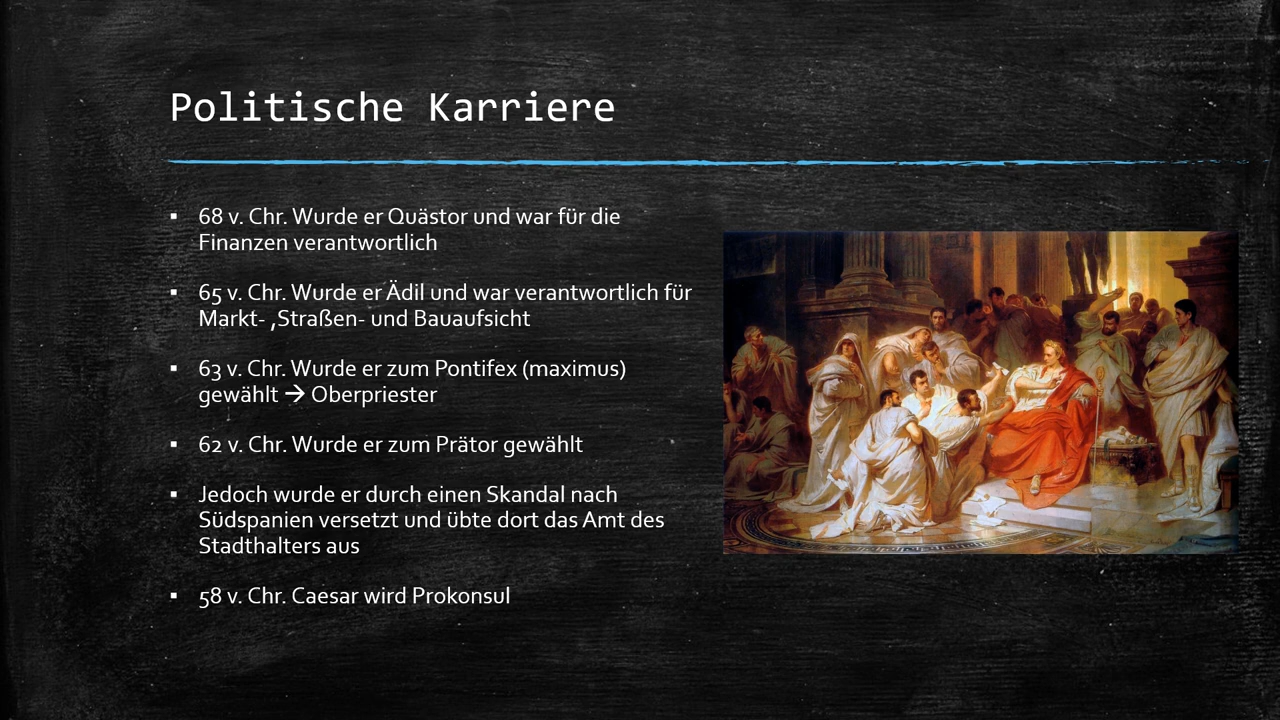 Politische Karriere
▪ 68 v. Chr. Wurde er Quästor und war für die
Finanzen verantwortlich
▪ 65 v. Chr. Wurde er Ädil und war verantwortlich für
Markt- ,Straßen- und Bauaufsicht
▪ 63 v. Chr. Wurde er zum Pontifex (maximus)
gewählt → Oberpriester
▪ 62 v. Chr. Wurde er zum Prätor gewählt
▪ Jedoch wurde er durch einen Skandal nach
Südspanien versetzt und übte dort das Amt des
Stadthalters aus
▪ 58 v. Chr. Caesar wird Prokonsul